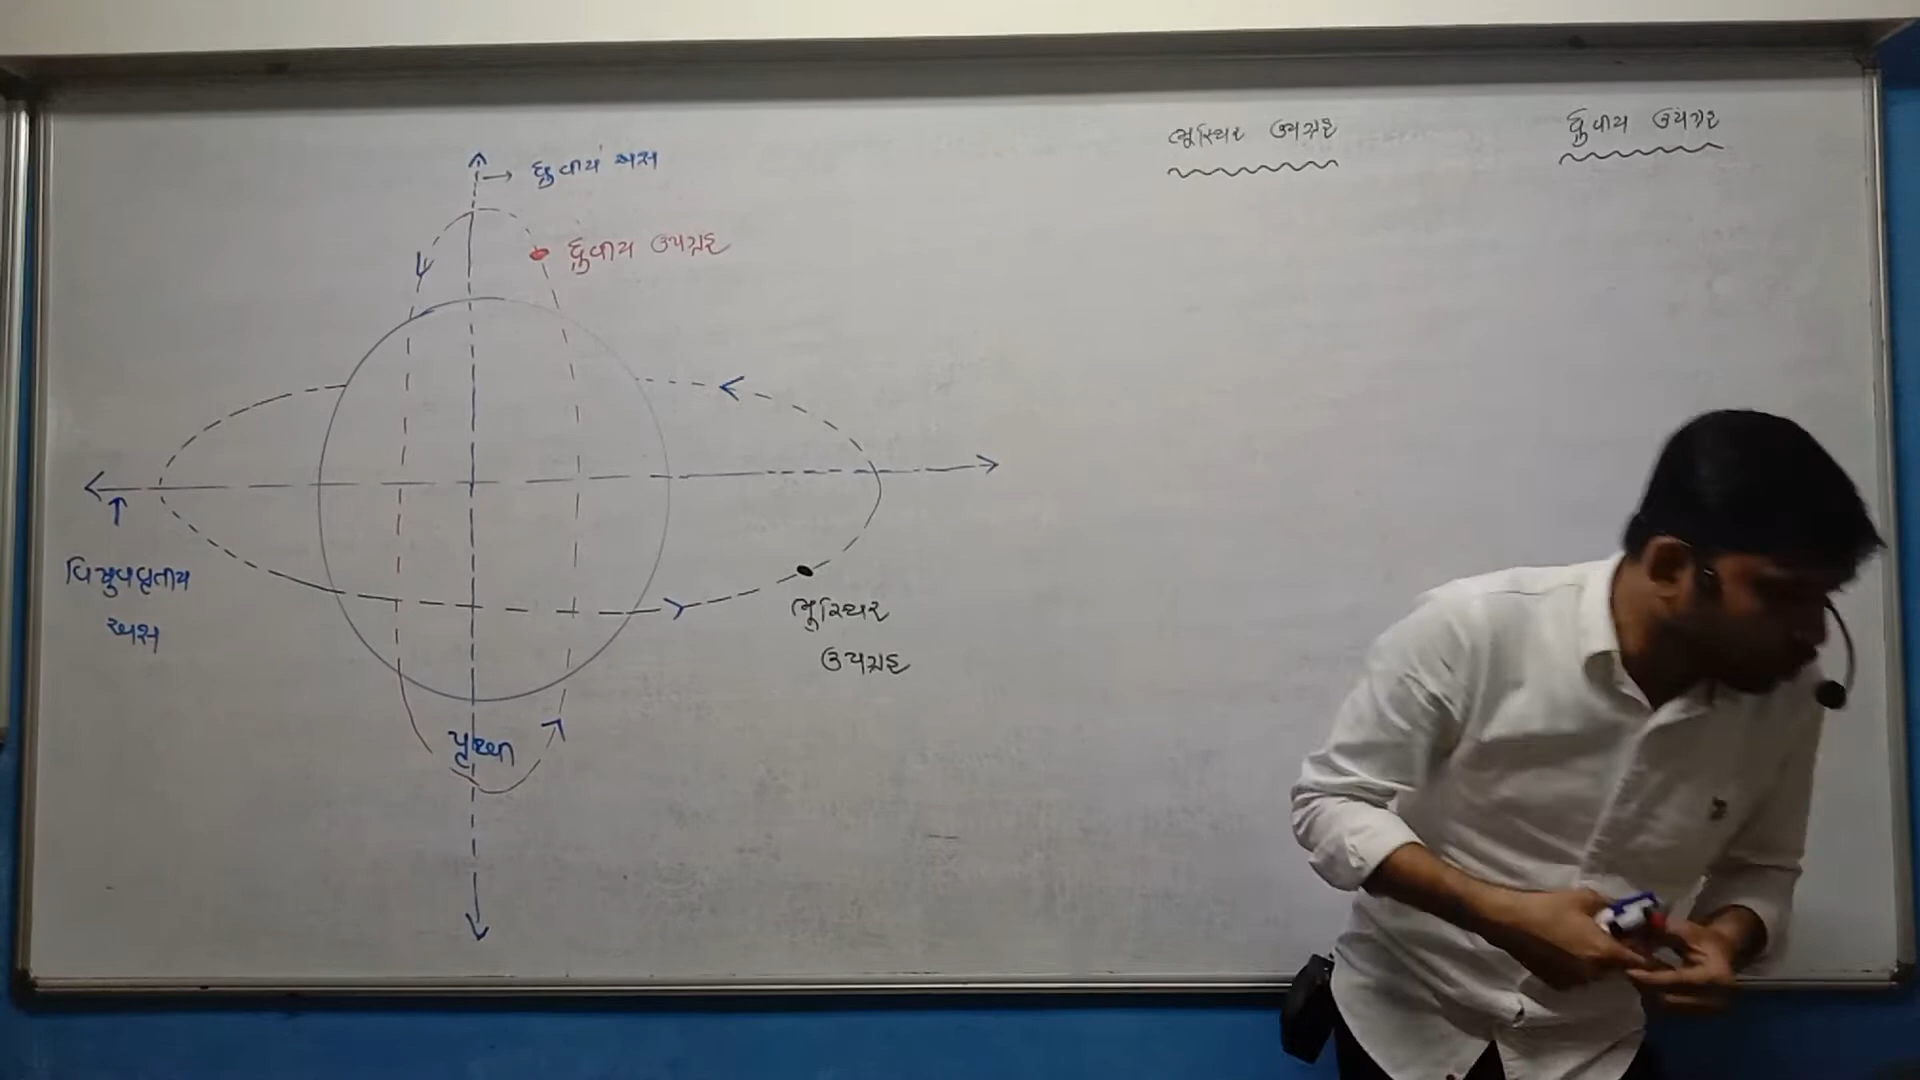 ધ્રુવીય અક્ષ
ધ્રુવીય ઉપગ્રહ
વિષુવવૃતીય
અક્ષ
ભૂસ્થિર
ઉપગ્રહ
પૃથ્વી
ભૂસ્થિર ઉપગ્રહ
ધ્રુવીય ઉપગ્રહ